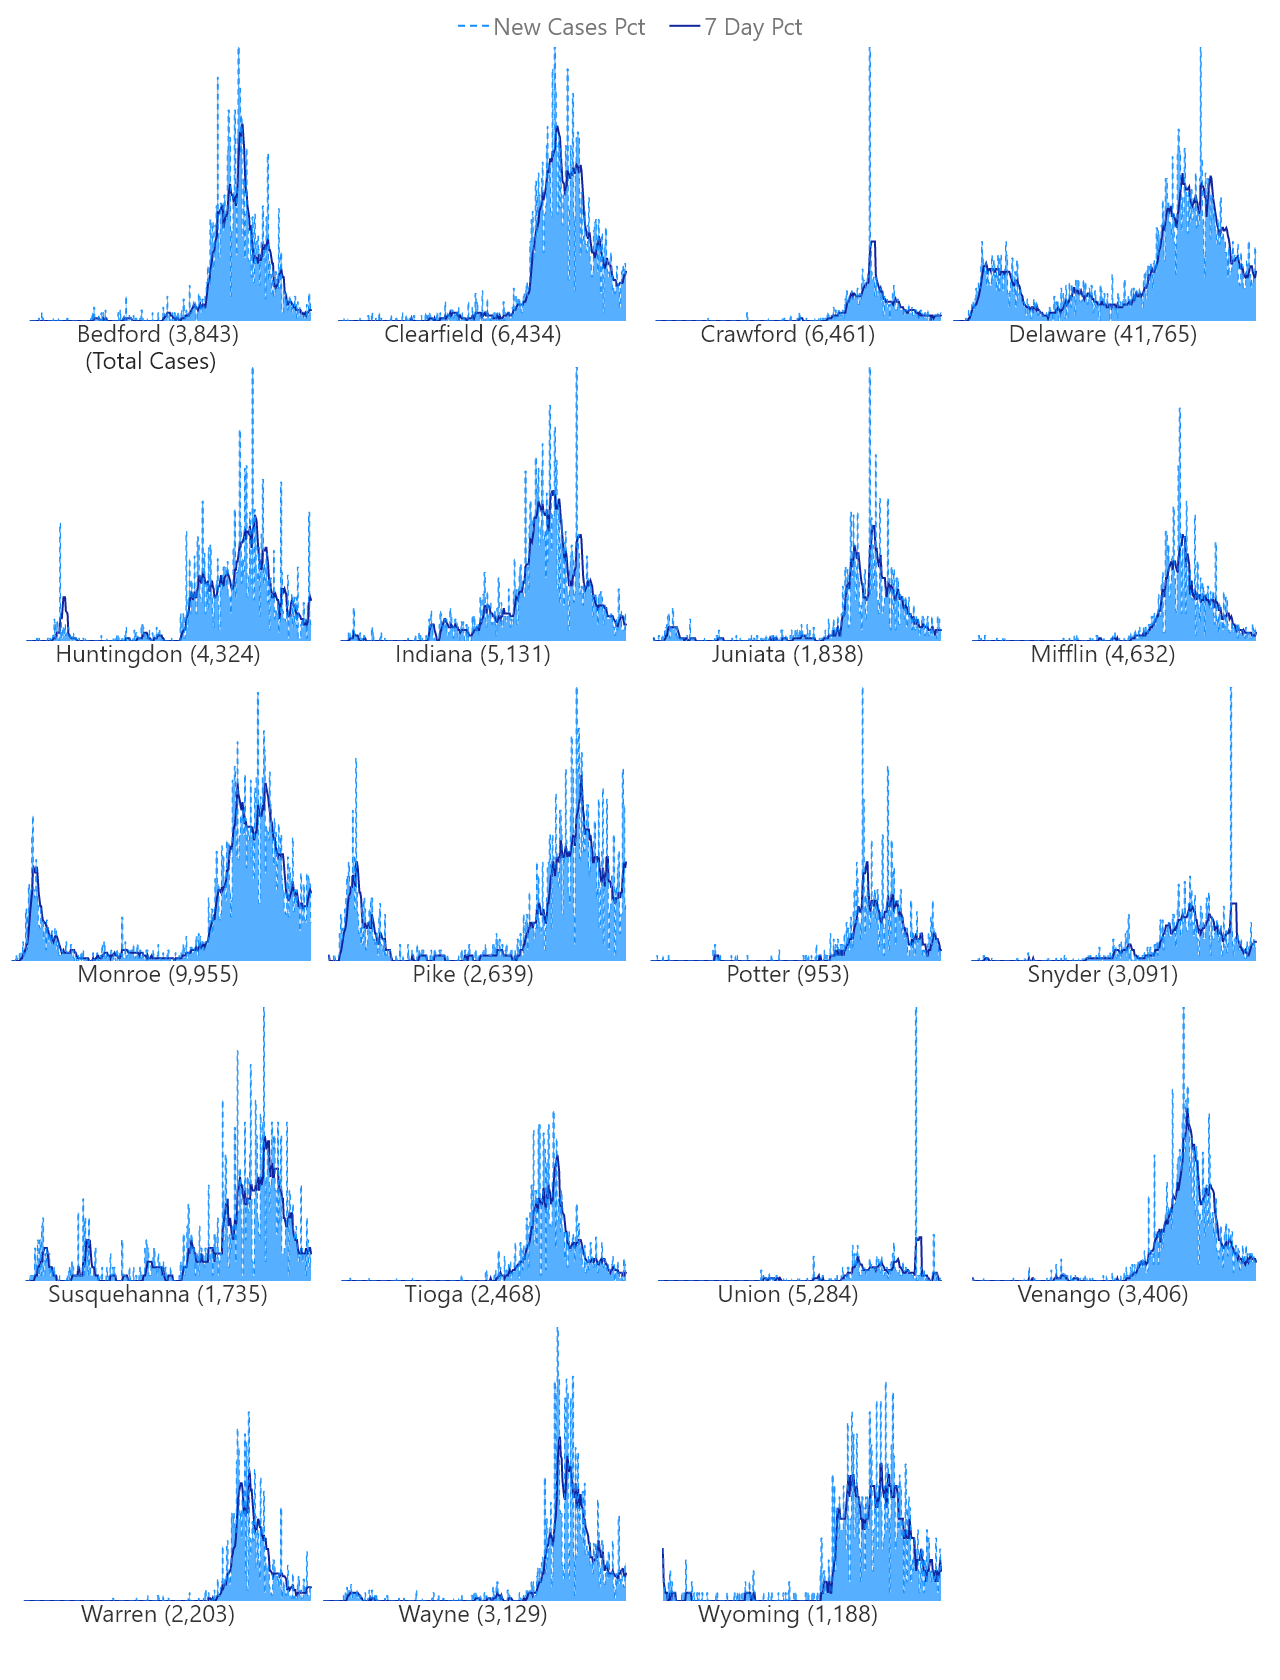 New Cases Pct 7 Day Pct
Bedford (3,843) Clearfield (6,434) Crawford (6,461) Delaware (41,765)
(Total Cases)
Huntingdon (4,324) Indiana (5,131) Juniata (1,838) Mifflin (4,632)
Monroe (9,955) Pike (2,639) Potter (953) Snyder (3,091)
Susquehanna (1,735) Tioga (2,468) Union (5,284) Venango (3,406)
Warren (2,203) Wayne (3,129) Wyoming (1,188)